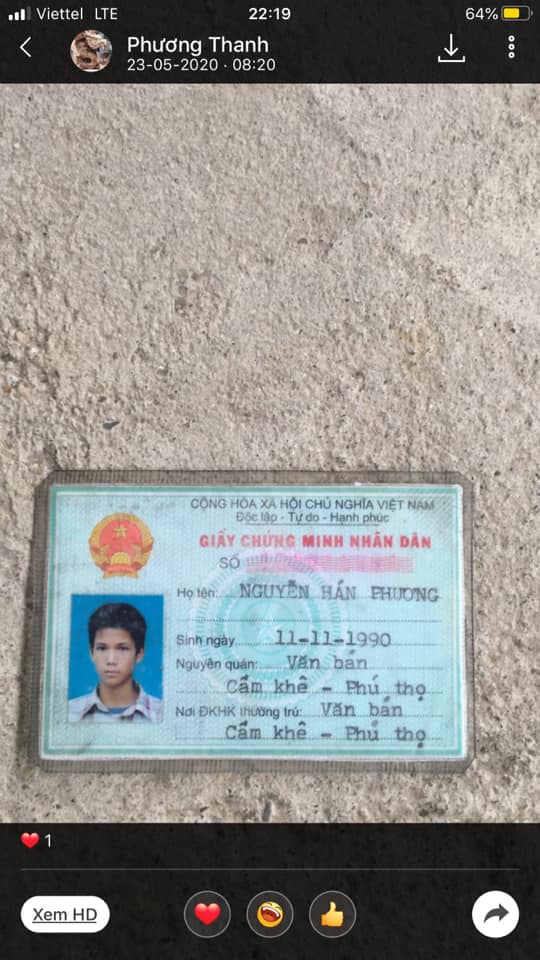 Viettel LTE 22:19 64%
Phương Thanh
23-05-2020 · 08:20
CỘNG HÒA XÃ HỘI CHỦ NGHĨA VIỆT NAM
Độc lập - Tự do - Hạnh phúc
GIẤY CHỨNG MINH NHÂN DÂN
SỐ
Họ tên: NGUYỄN HÁN PHƯƠNG
Sinh ngày 11-11-1990
Nguyên quán: Văn bán
Cẩm khê - Phú thọ
Nơi ĐKHK thường trú: Văn bán
Cẩm khê - Phú thọ
1
Xem HD